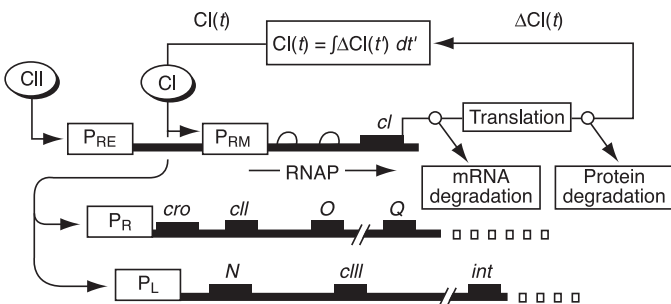 CI(t)
ΔCI(t)
CI(t) = ∫ΔCI(t') dt'
CII
CI
cI
Translation
P_RE
P_RM
RNAP
mRNA
degradation
Protein
degradation
cro
cII
O
Q
P_R
N
cIII
int
P_L